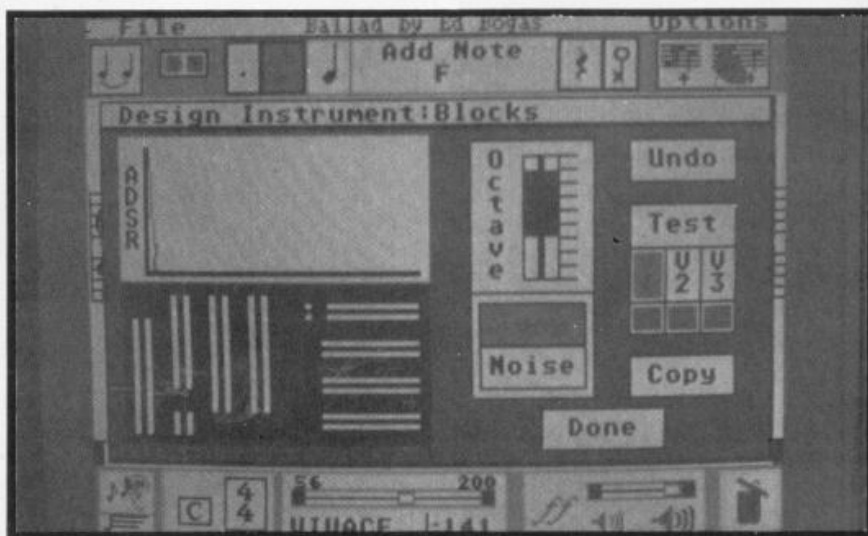 File Ballad by Ed Bogas Options
Add Note
F
Design Instrument:Blocks
ADSR
Octave
Undo
Test
V2 V3
Noise
Copy
Done
56 200
C 4 4
VIVACE :141
ff